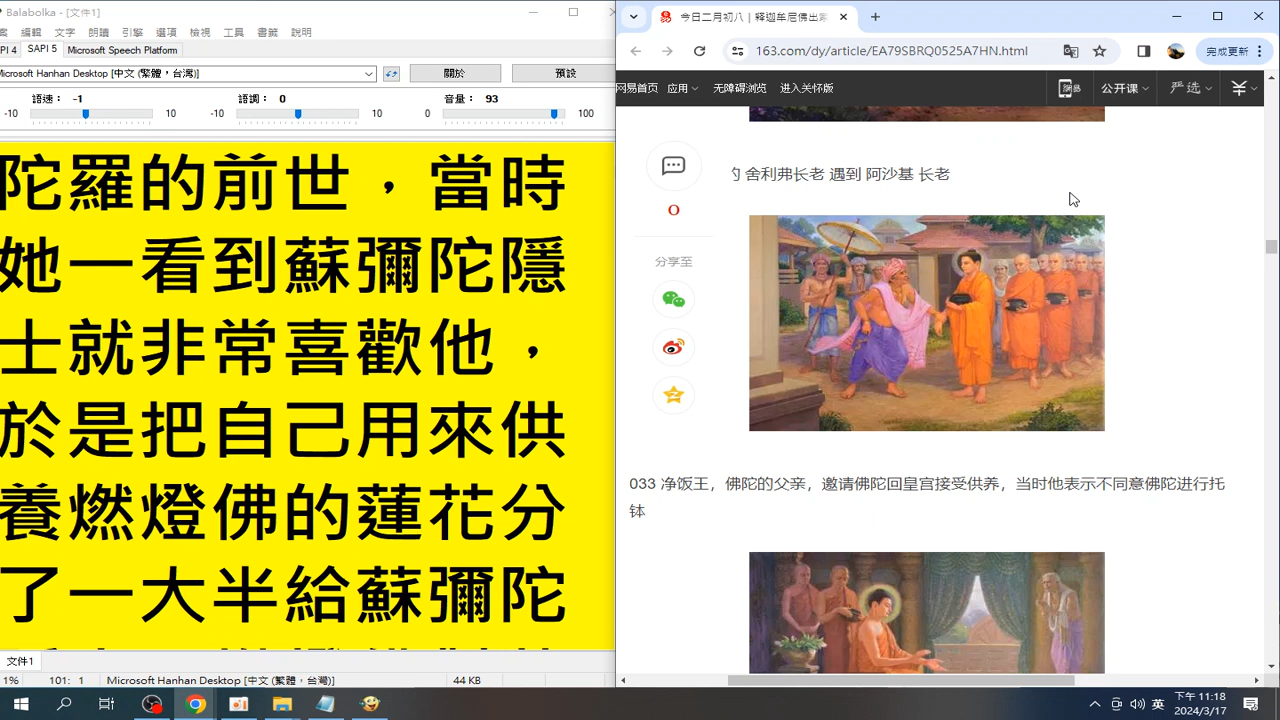 Balabolka - [文件1]
案 編輯 文字 朗讀 引擎 選項 檢視 工具 書籤 說明
API 4 SAPI 5 Microsoft Speech Platform
Microsoft Hanhan Desktop [中文 (繁體，台灣)] 關於 預設
語速： -1 語調： 0 音量： 93
-10 10 -10 10 0 100
陀羅的前世，當時
她一看到蘇彌陀隱
士就非常喜歡他，
於是把自己用來供
養燃燈佛的蓮花分
了一大半給蘇彌陀
文件1
1% 101: 1 Microsoft Hanhan Desktop [中文 (繁體，台灣)] 44 KB
今日二月初八 | 释迦牟尼佛出
163.com/dy/article/EA79SBRQ0525A7HN.html 完成更新
网易首页 应用 无障碍浏览 进入关怀版 公开课 严选
舍利弗长老 遇到 阿沙基 长老
0
分享至
033 净饭王，佛陀的父亲，邀请佛陀回皇宫接受供养，当时他表示不同意佛陀进行托
钵
英 下午 11:18
2024/3/17